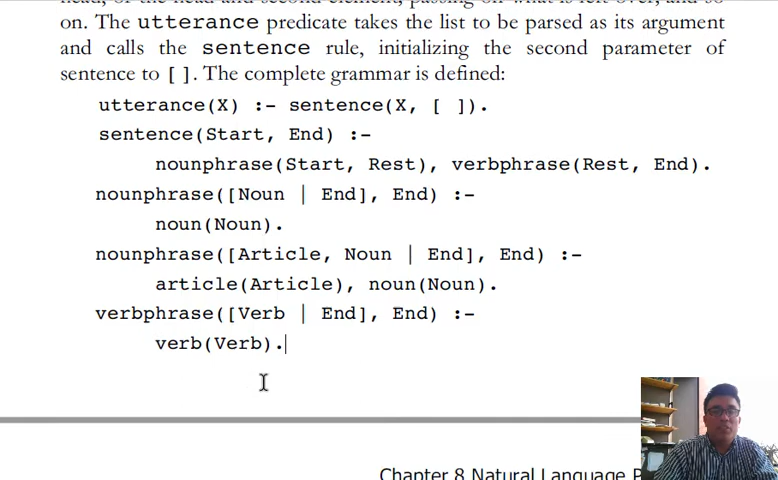 on. The utterance predicate takes the list to be parsed as its argument
and calls the sentence rule, initializing the second parameter of
sentence to [ ]. The complete grammar is defined:
utterance(X) :- sentence(X, [ ]).
sentence(Start, End) :-
nounphrase(Start, Rest), verbphrase(Rest, End).
nounphrase([Noun | End], End) :-
noun(Noun).
nounphrase([Article, Noun | End], End) :-
article(Article), noun(Noun).
verbphrase([Verb | End], End) :-
verb(Verb).
Chapter 8 Natural Language P